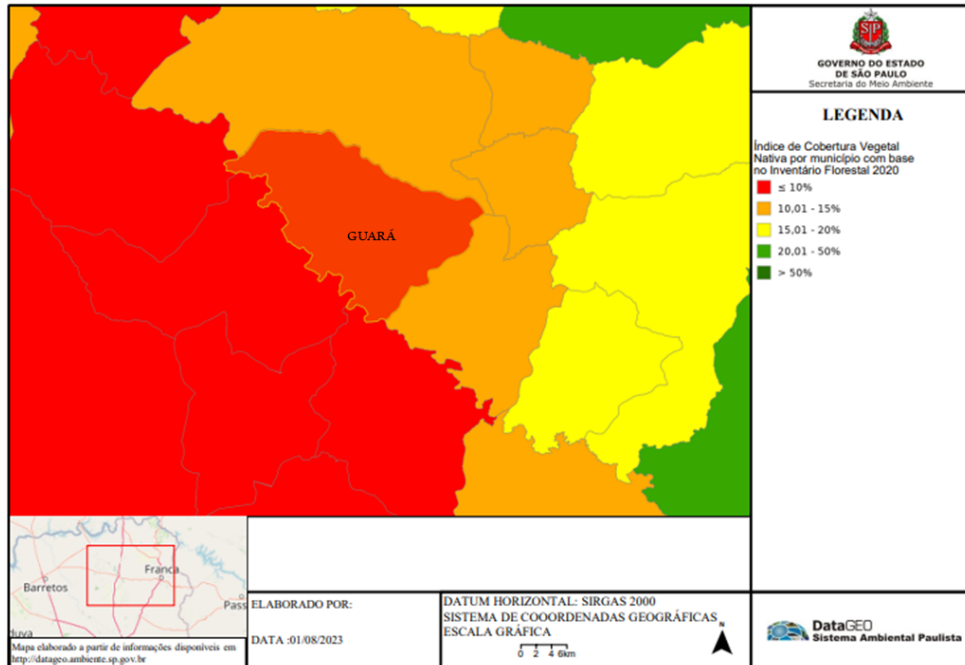 GUARÁ
GOVERNO DO ESTADO
DE SÃO PAULO
Secretaria do Meio Ambiente
LEGENDA
Índice de Cobertura Vegetal
Nativa por município com base
no Inventário Florestal 2020
≤ 10%
10,01 - 15%
15,01 - 20%
20,01 - 50%
> 50%
Barretos
Franca
Pass
duva
Mapa elaborado a partir de informações disponíveis em
http://datageo.ambiente.sp.gov.br
ELABORADO POR:
DATA :01/08/2023
DATUM HORIZONTAL: SIRGAS 2000
SISTEMA DE COOORDENADAS GEOGRÁFICAS
ESCALA GRÁFICA
0 2 4 6km
N
DataGEO
Sistema Ambiental Paulista